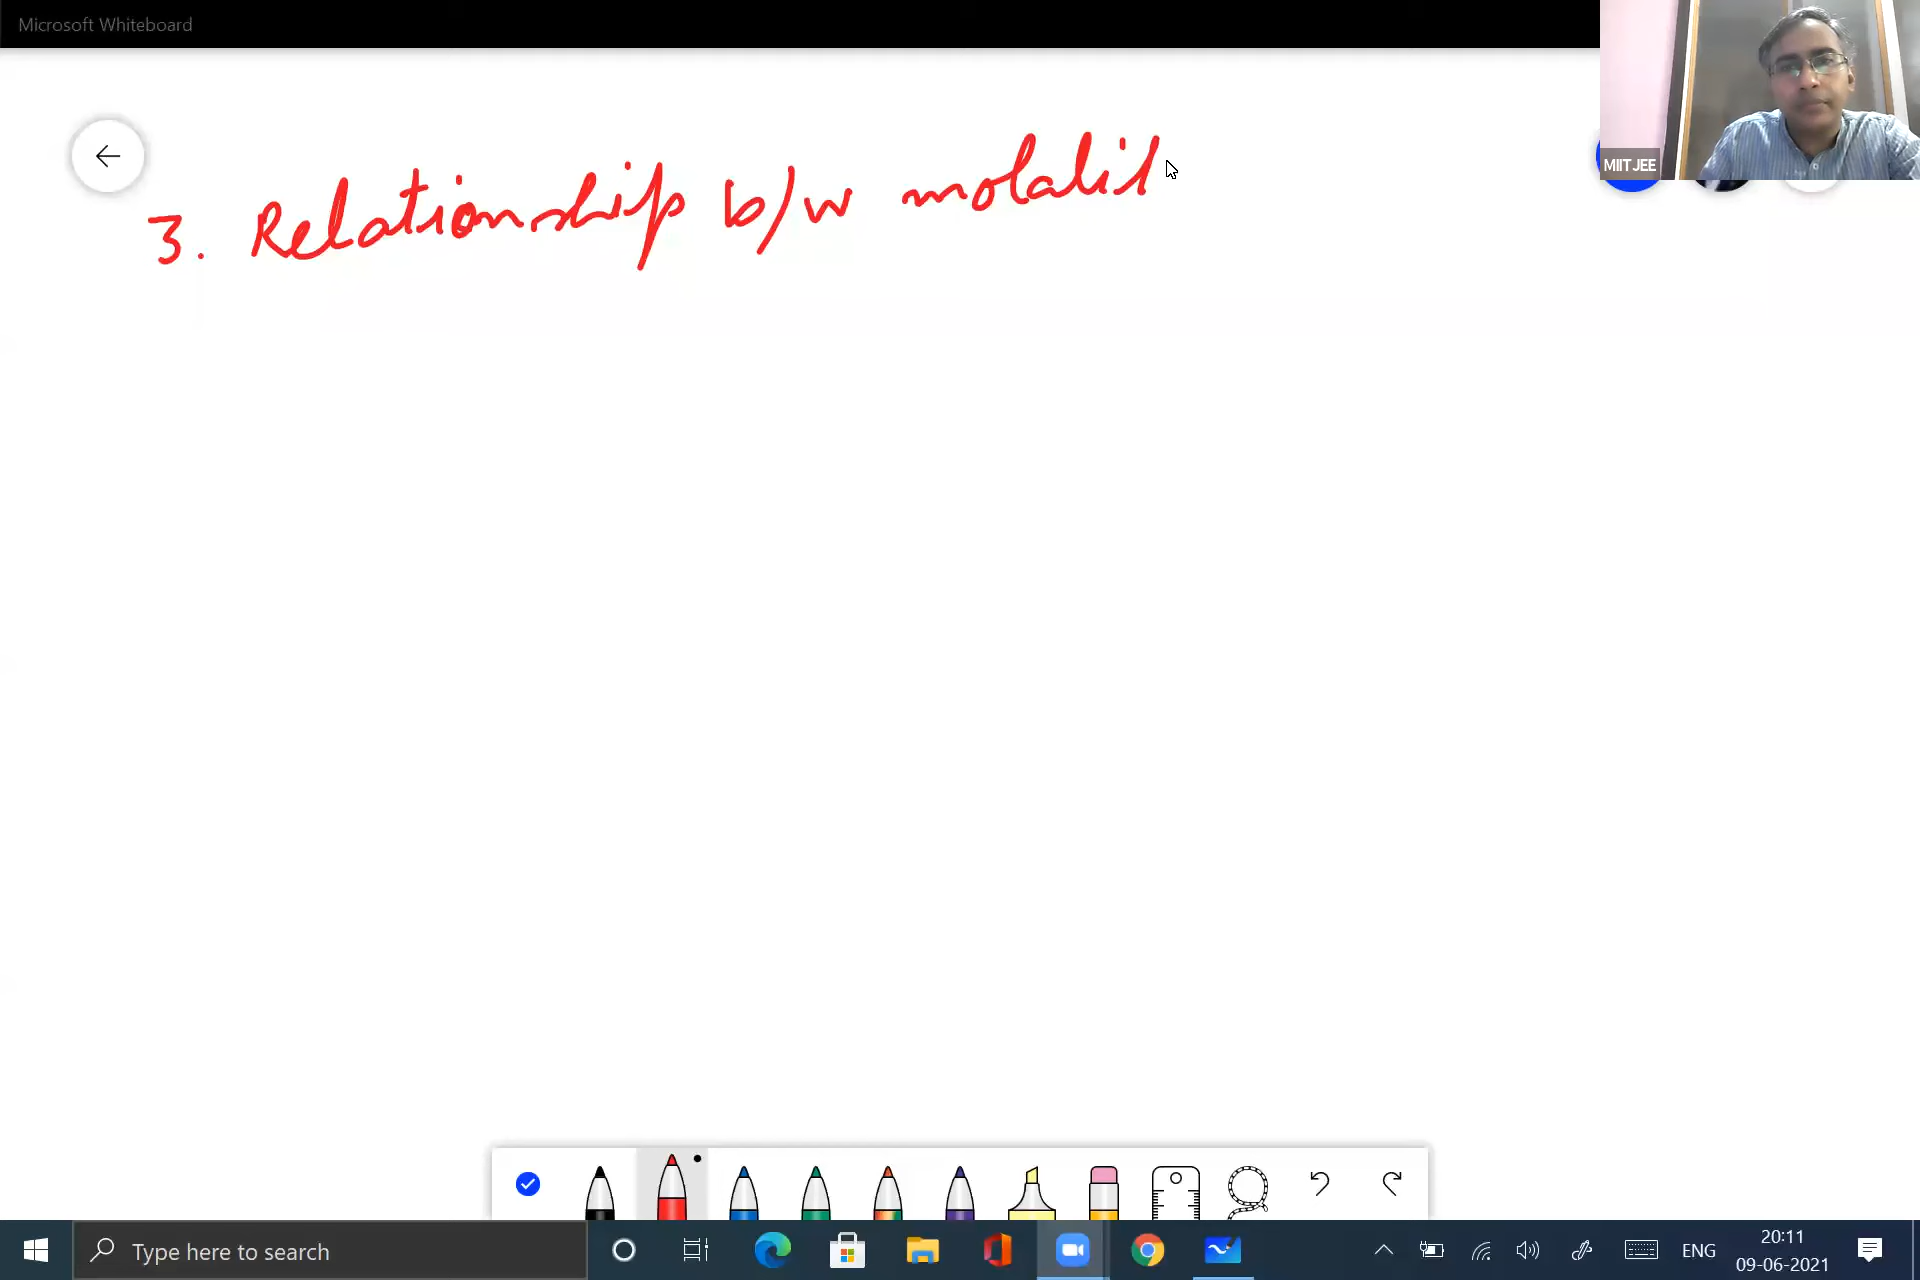 Microsoft Whiteboard
MIIT JEE
3. Relationship b/w molalit
Type here to search
ENG
20:11
09-06-2021